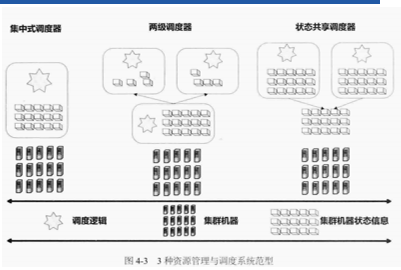 集中式调度器
两级调度器
状态共享调度器
调度逻辑
集群机器
集群机器状态信息
图 4-3 3 种资源管理与调度系统范型